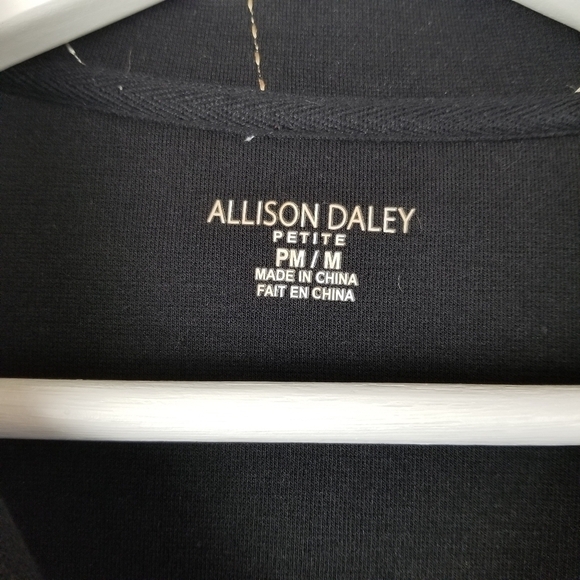 ALLISON DALEY
PETITE
PM / M
MADE IN CHINA
FAIT EN CHINA